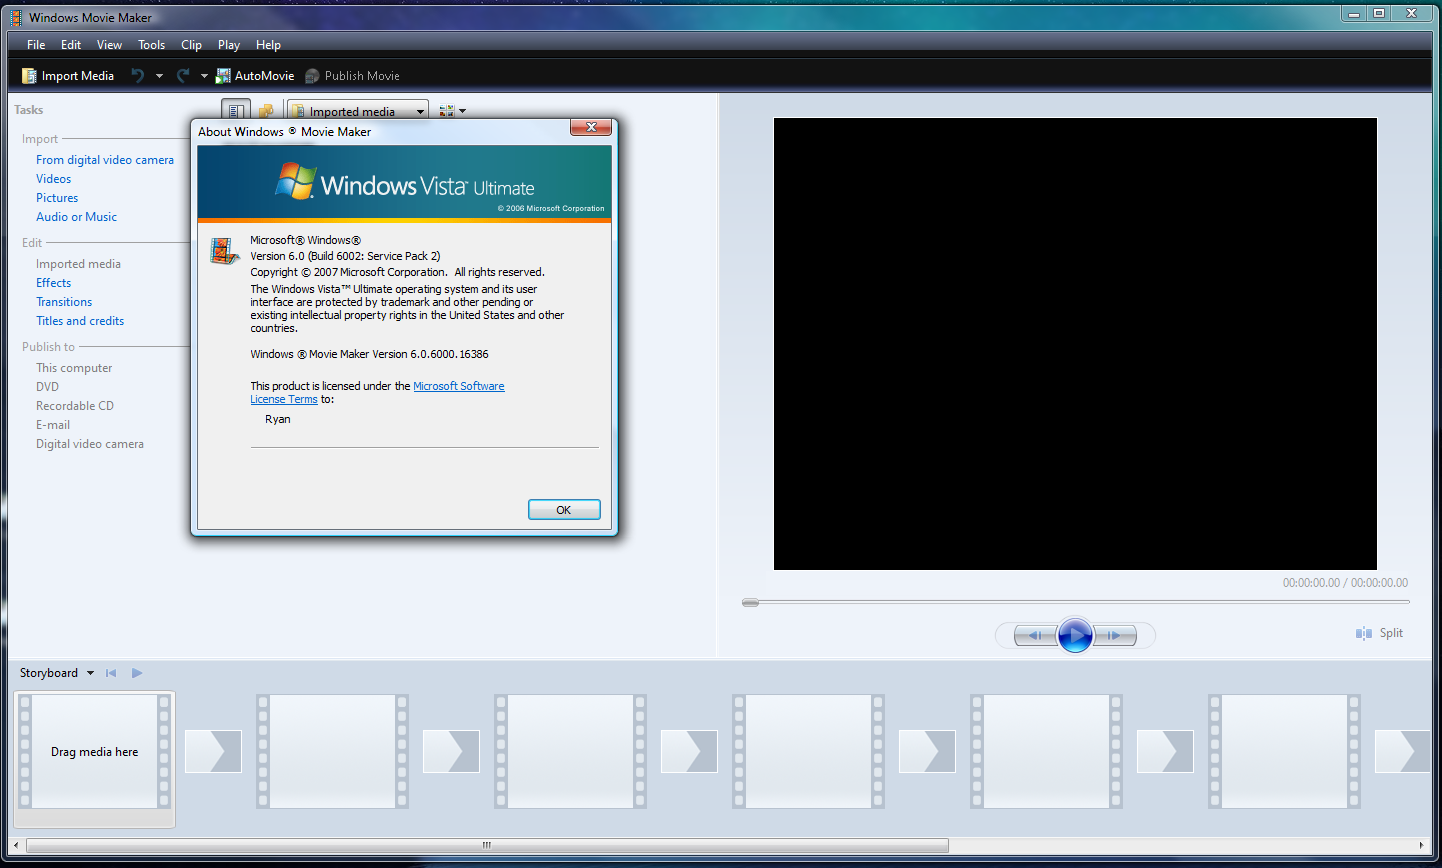 Windows Movie Maker
File Edit View Tools Clip Play Help
Import Media AutoMovie Publish Movie
Tasks
Imported media
Import
From digital video camera
Videos
Pictures
Audio or Music
Edit
Imported media
Effects
Transitions
Titles and credits
Publish to
This computer
DVD
Recordable CD
E-mail
Digital video camera
About Windows ® Movie Maker
Windows Vista™ Ultimate
© 2006 Microsoft Corporation
Microsoft® Windows®
Version 6.0 (Build 6002: Service Pack 2)
Copyright © 2007 Microsoft Corporation.  All rights reserved.
The Windows Vista™ Ultimate operating system and its user
interface are protected by trademark and other pending or
existing intellectual property rights in the United States and other
countries.
Windows ® Movie Maker Version 6.0.6000.16386
This product is licensed under the Microsoft Software
License Terms to:
Ryan
OK
00:00:00.00 / 00:00:00.00
Split
Storyboard
Drag media here